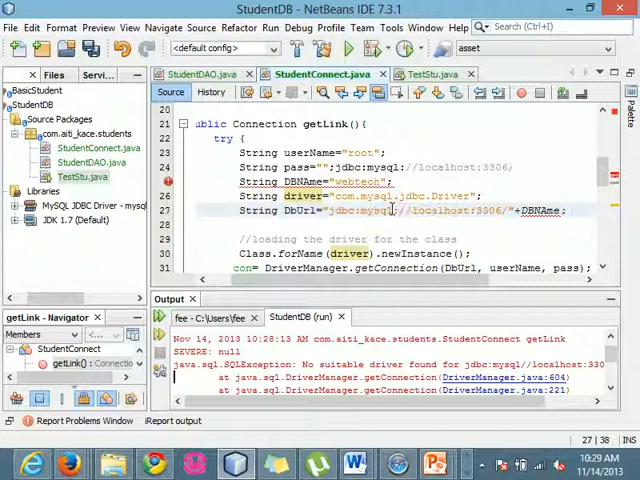 StudentDB - NetBeans IDE 7.3.1
File Edit Format Preview View Navigate Source Refactor Run Debug Profile Team Tools Window Help
Search (Ctrl+I)
<default config>
asset
Files
Servi...
StudentDAO.java
StudentConnect.java
TestStu.java
Source
History
Palette
BasicStudent
StudentDB
Source Packages
com.aiti_kace.students
StudentConnect.java
StudentDAO.java
TestStu.java
Libraries
MySQL JDBC Driver
JDK 1.7 (Default)
20
21 ublic Connection getLink(){
22 try {
23 String userName="root";
24 String pass="";jdbc:mysql://localhost:3306/
String DBName="webtech";
26 String driver="com.mysql.jdbc.Driver";
27 String DbUrl="jdbc:mysql://localhost:3306/"+DBNAme;
28
29 //loading the driver for the class
30 Class.forName(driver).newInstance();
31 con= DriverManager.getConnection(DbUrl, userName, pass);
getLink - Navigator
Members
<...
StudentConnect
getLink() : Connectio
Output
fee - C:\Users\fee
StudentDB (run)
Nov 14, 2013 10:28:13 AM com.aiti_kace.students.StudentConnect getLink
SEVERE: null
java.sql.SQLException: No suitable driver found for jdbc:mysql//localhost:330
at java.sql.DriverManager.getConnection(DriverManager.java:604)
at java.sql.DriverManager.getConnection(DriverManager.java:221)
Report Problems Window
Report output
27 | 38
INS
10:29 AM
11/14/2013